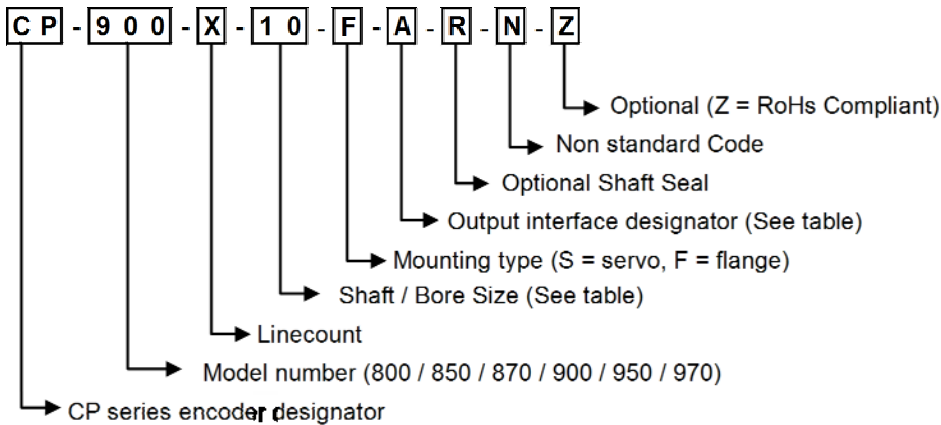 CP-900-X-10-F-A-R-N-Z
Optional (Z = RoHs Compliant)
Non standard Code
Optional Shaft Seal
Output interface designator (See table)
Mounting type (S = servo, F = flange)
Shaft / Bore Size (See table)
Linecount
Model number (800 / 850 / 870 / 900 / 950 / 970)
CP series encoder designator